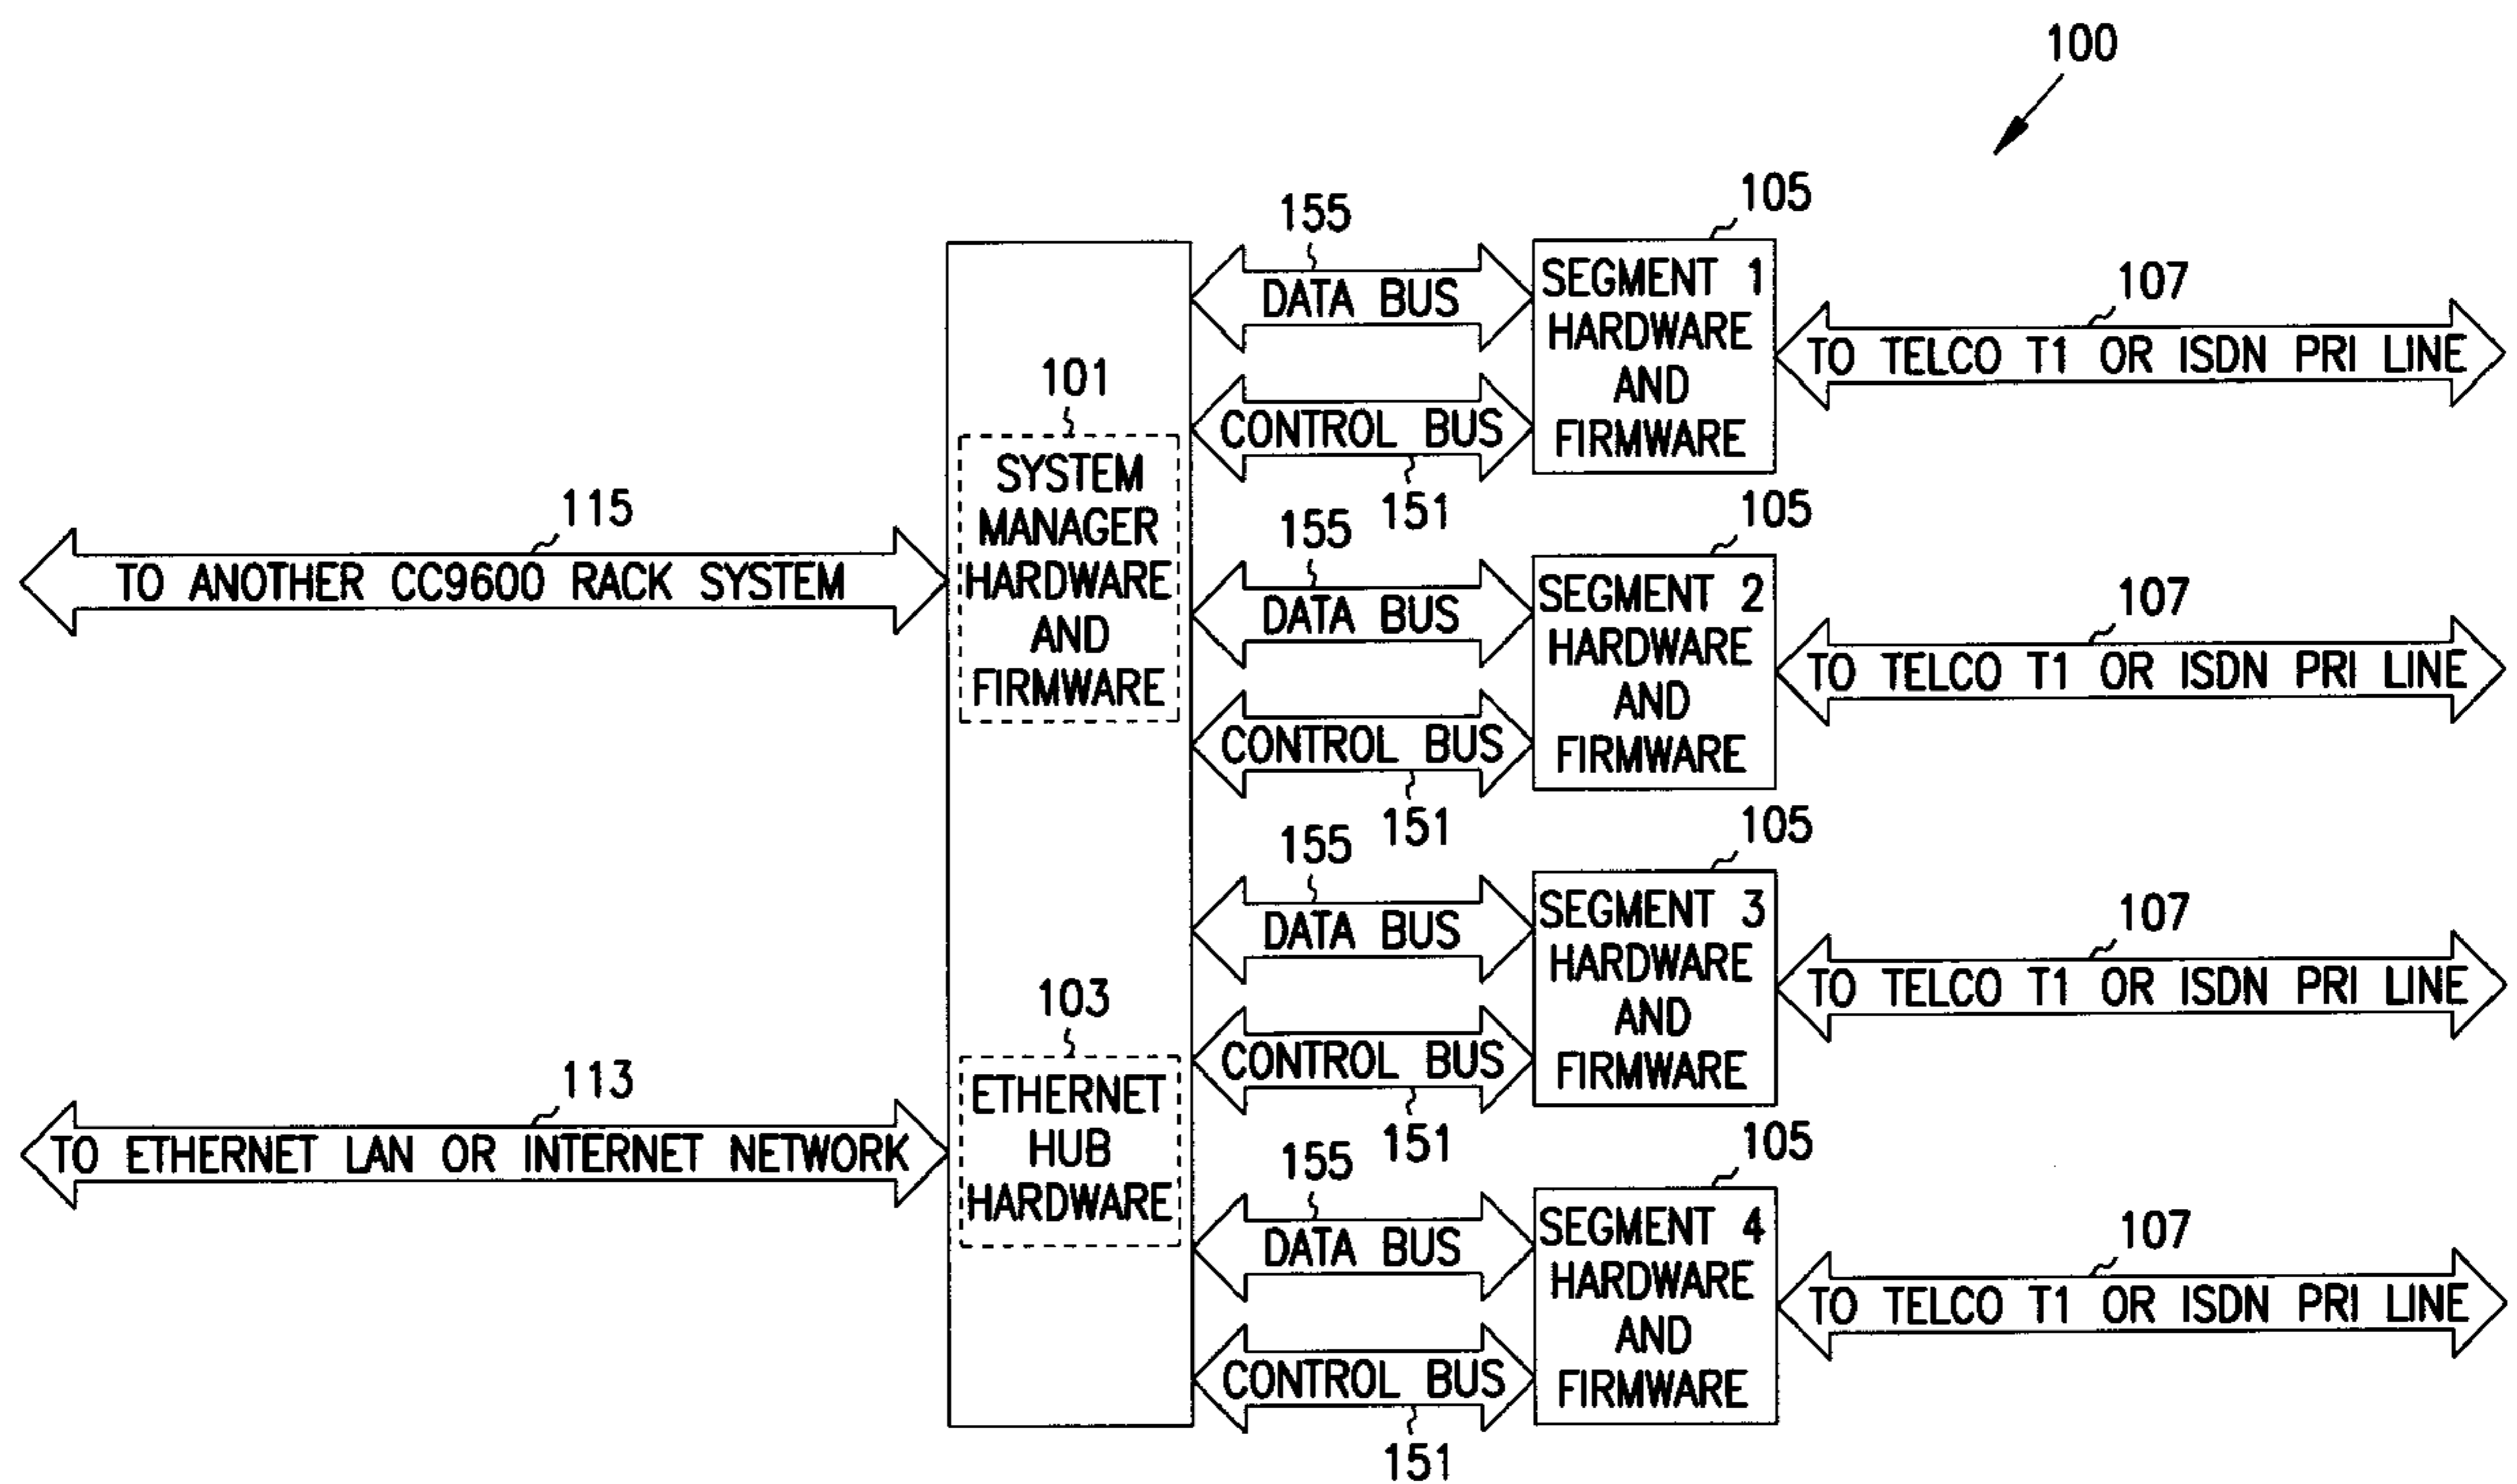 100
105
155
SEGMENT 1
HARDWARE
AND
FIRMWARE
DATA BUS
107
TO TELCO T1 OR ISDN PRI LINE
101
CONTROL BUS
151
SYSTEM
MANAGER
HARDWARE
AND
FIRMWARE
115
TO ANOTHER CC9600 RACK SYSTEM
105
155
SEGMENT 2
HARDWARE
AND
FIRMWARE
DATA BUS
107
TO TELCO T1 OR ISDN PRI LINE
CONTROL BUS
151
105
155
SEGMENT 3
HARDWARE
AND
FIRMWARE
DATA BUS
107
TO TELCO T1 OR ISDN PRI LINE
103
CONTROL BUS
151
ETHERNET
HUB
HARDWARE
113
TO ETHERNET LAN OR INTERNET NETWORK
105
155
SEGMENT 4
HARDWARE
AND
FIRMWARE
DATA BUS
107
TO TELCO T1 OR ISDN PRI LINE
CONTROL BUS
151